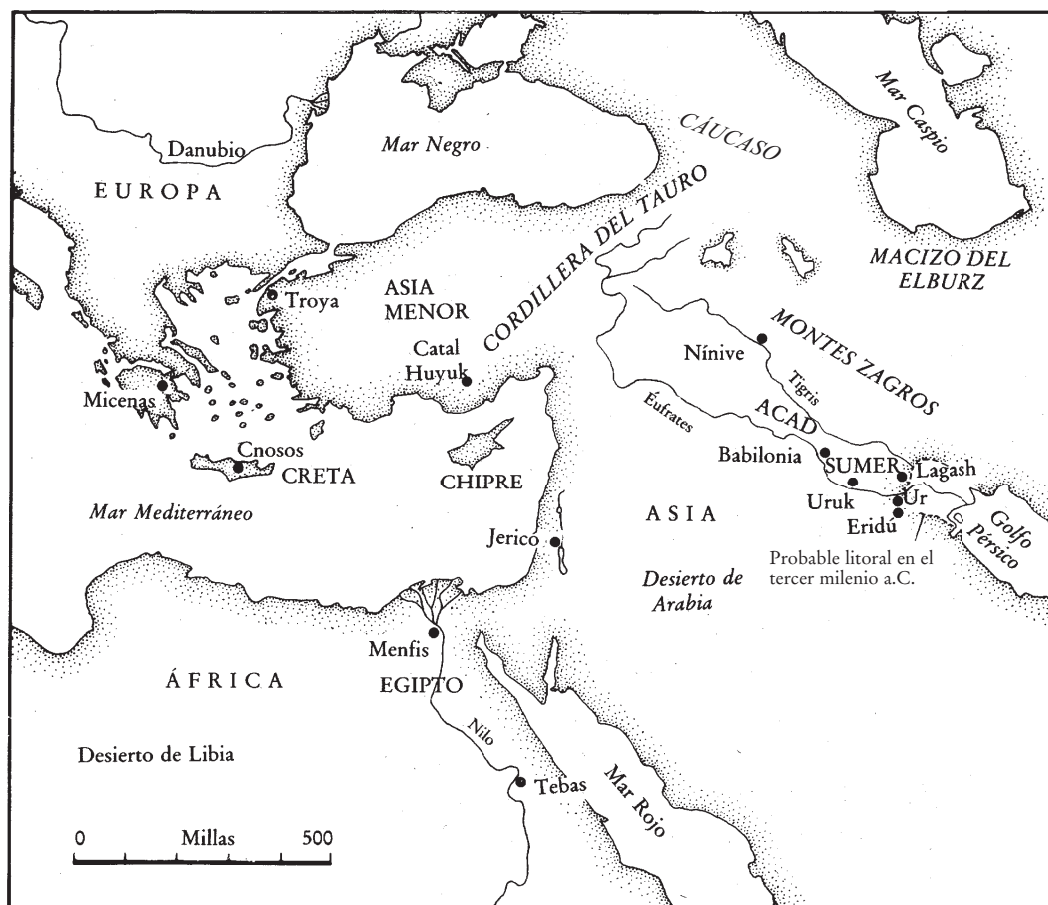 Danubio
EUROPA
Mar Negro
CÁUCASO
Mar Caspio
CORDILLERA DEL TAURO
MACIZO DEL
ELBURZ
Troya
ASIA
MENOR
Catal
Huyuk
Nínive
MONTES ZAGROS
Tigris
Micenas
Éufrates
ACAD
Cnosos
CRETA
CHIPRE
Babilonia
SUMER
Lagash
Uruk
Ur
Eridú
Golfo
Pérsico
Mar Mediterráneo
Jericó
ASIA
Probable litoral en el
tercer milenio a.C.
Desierto de
Arabia
Menfis
ÁFRICA
EGIPTO
Nilo
Desierto de Libia
Tebas
Mar Rojo
0 Millas 500